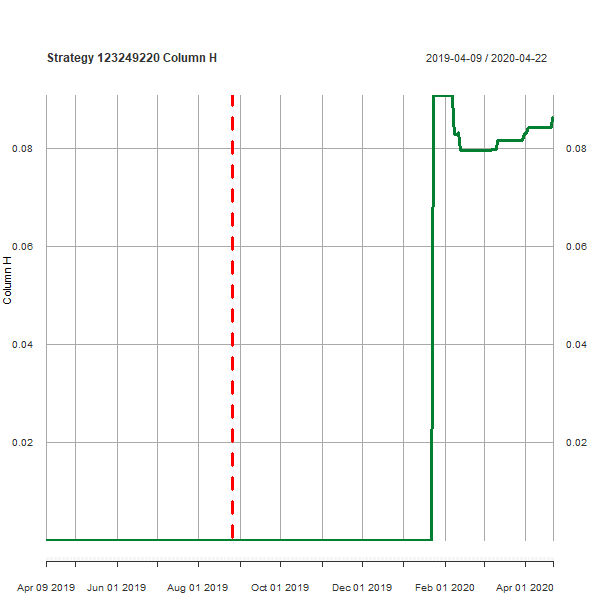 Strategy 123249220 Column H
2019-04-09 / 2020-04-22
0.08 0.08
0.06 0.06
Column H
0.04 0.04
0.02 0.02
Apr 09 2019 Jun 01 2019 Aug 01 2019 Oct 01 2019 Dec 01 2019 Feb 01 2020 Apr 01 2020